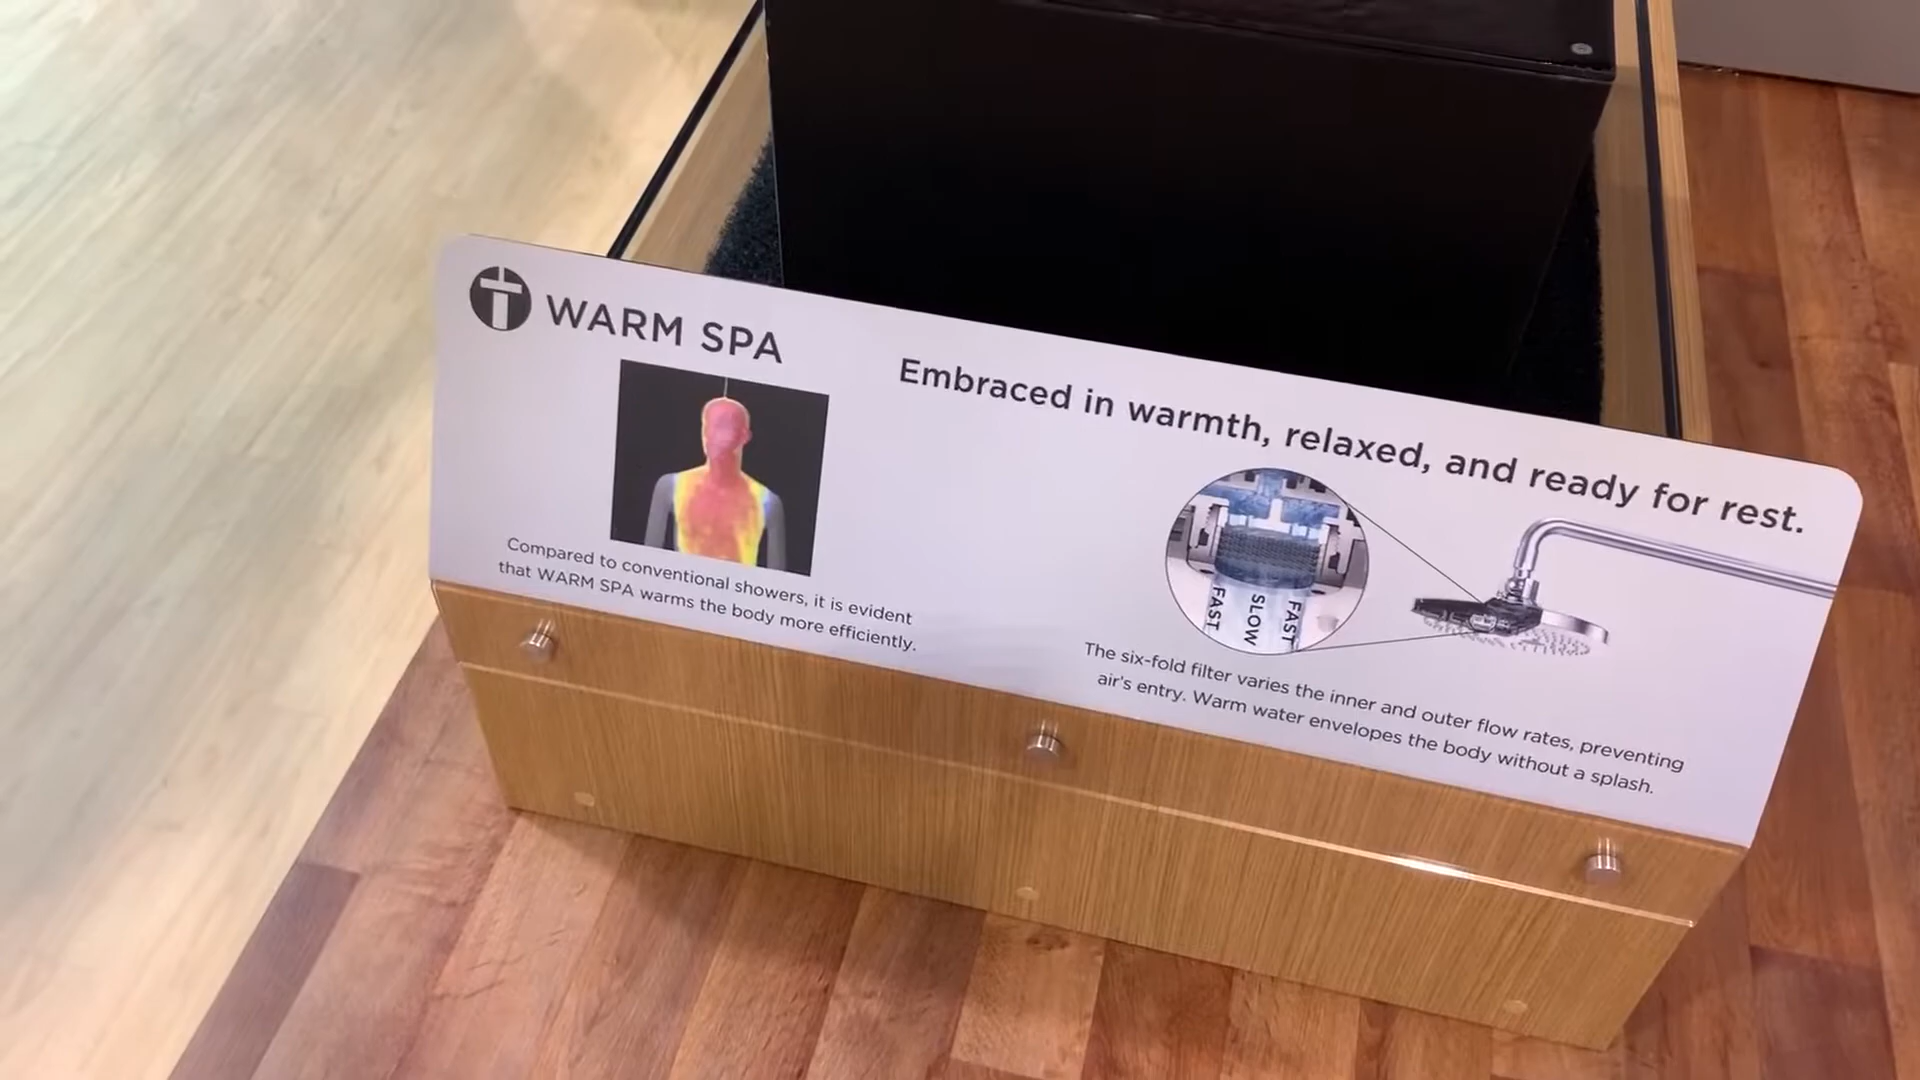 WARM SPA
Embraced in warmth, relaxed, and ready for rest.
Compared to conventional showers, it is evident
that WARM SPA warms the body more efficiently.
FAST
SLOW
FAST
The six-fold filter varies the inner and outer flow rates, preventing
air's entry. Warm water envelopes the body without a splash.